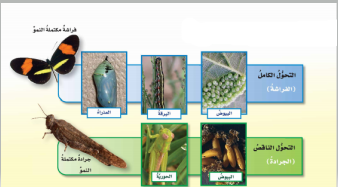 فراشة مكتملة النمو
التحول الكامل
(الفراشة)
البيوض
اليرقة
العذراء
التحول الناقص
(الجرادة)
البيوض
الحورية
جرادة مكتملة
النمو